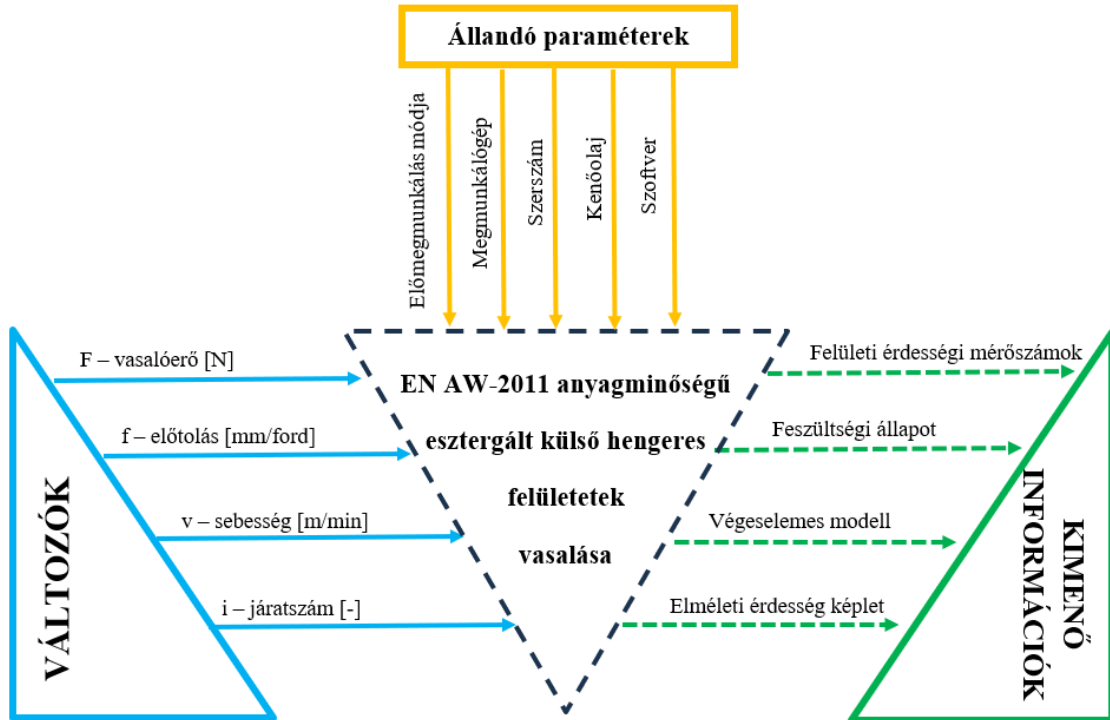 Állandó paraméterek
Előmegmunkálás módja
Megmunkálógép
Szerszám
Kenőolaj
Szoftver
VÁLTOZÓK
F – vasalóerő [N]
f – előtolás [mm/ford]
v – sebesség [m/min]
i – járatszám [-]
EN AW-2011 anyagminőségű
esztergált külső hengeres
felületetek
vasalása
Felületi érdességi mérőszámok
Feszültségi állapot
Végeselemes modell
Elméleti érdesség képlet
KIMENŐ
INFORMÁCIÓK